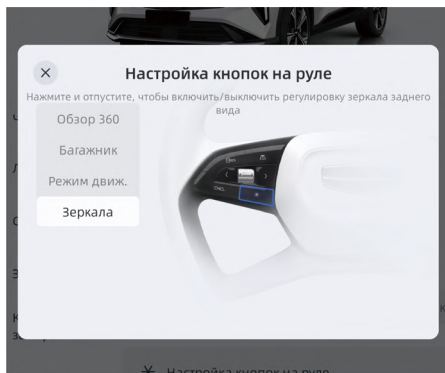 Настройка кнопок на руле
Нажмите и отпустите, чтобы включить/выключить регулировку зеркала заднего
вида
Обзор 360
Багажник
Режим движ.
Зеркала
Настройка кнопок на руле